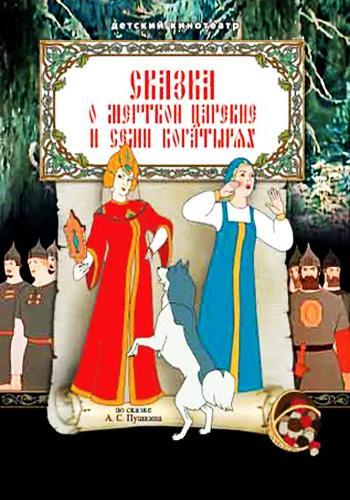 детский кинотеатр
СКАЗКА
О МЕРТВОЙ ЦАРЕВНЕ
И СЕМИ БОГАТЫРЯХ
по сказке
А. С. Пушкина